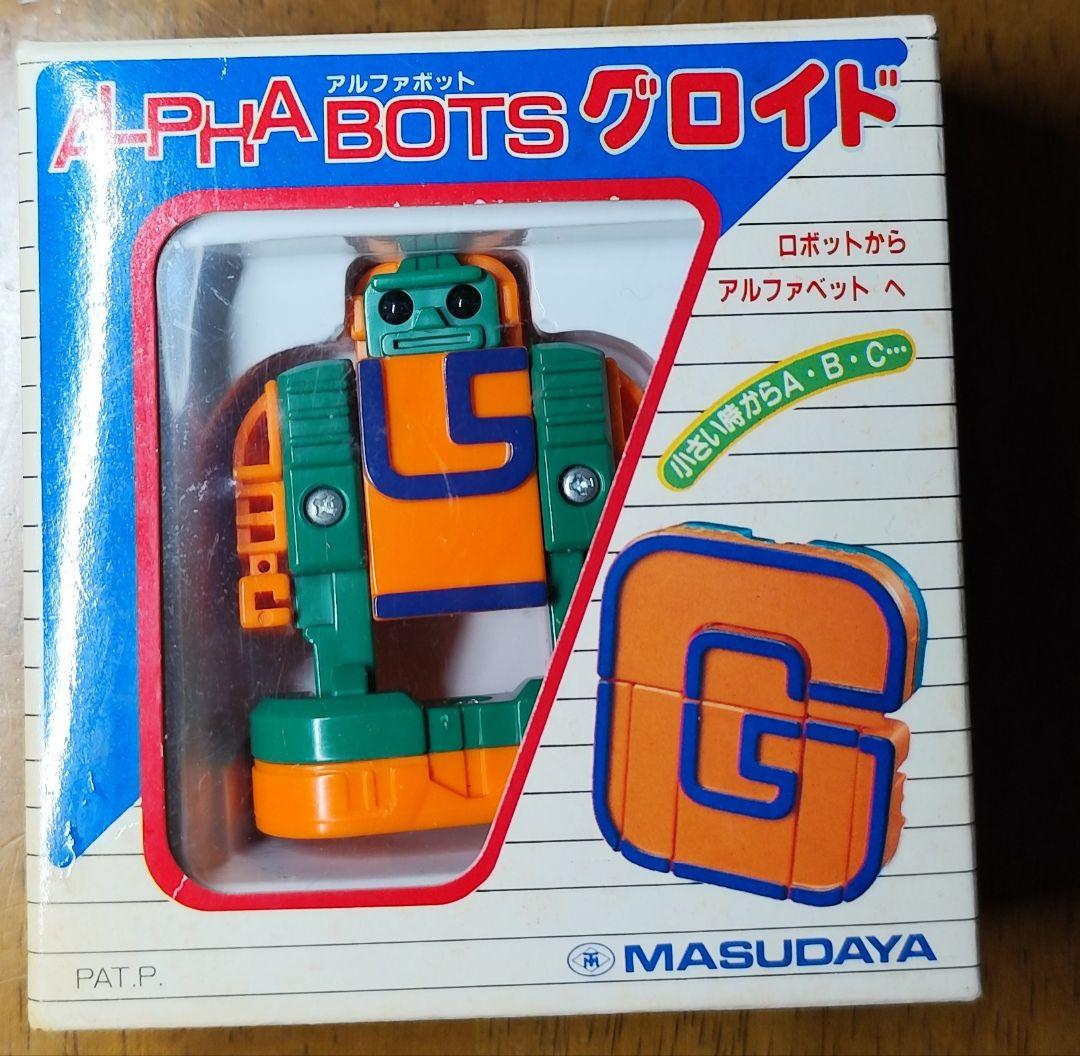 アルファボット
ALPHA BOTS グロイド
ロボットから
アルファベット へ
小さい時からA・B・C…
G
TM
MASUDAYA
PAT.P.